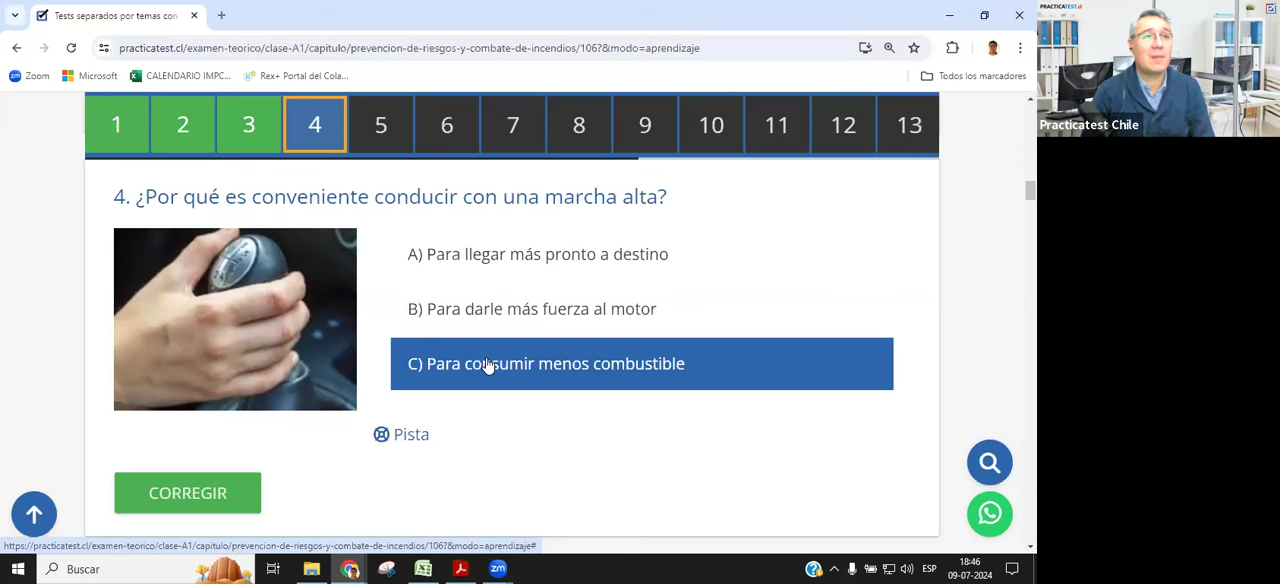 Tests separados por temas con
practicatest.cl/examen-teorico/clase-A1/capitulo/prevencion-de-riesgos-y-combate-de-incendios/106?&modo=aprendizaje
Zoom
Microsoft
CALENDARIO IMPC...
Rex+ Portal del Cola...
Todos los marcadores
PRACTICATEST.cl
Practicatest Chile
1 2 3 4 5 6 7 8 9 10 11 12 13
4. ¿Por qué es conveniente conducir con una marcha alta?
A) Para llegar más pronto a destino
B) Para darle más fuerza al motor
C) Para consumir menos combustible
Pista
CORREGIR
https://practicatest.cl/examen-teorico/clase-A1/capitulo/prevencion-de-riesgos-y-combate-de-incendios/106?&modo=aprendizaje#
Buscar
ESP
18:46
09-07-2024